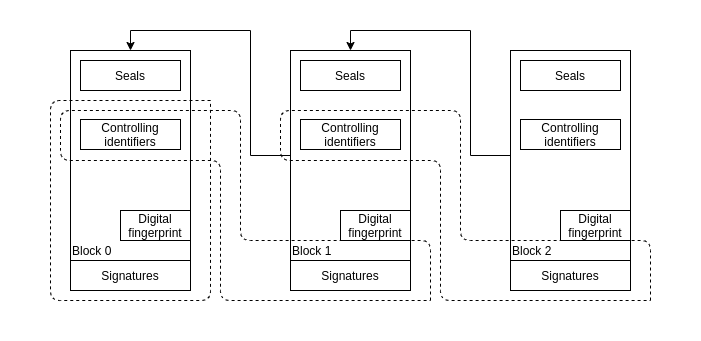 Seals
Controlling
identifiers
Digital
fingerprint
Block 0
Signatures
Seals
Controlling
identifiers
Digital
fingerprint
Block 1
Signatures
Seals
Controlling
identifiers
Digital
fingerprint
Block 2
Signatures